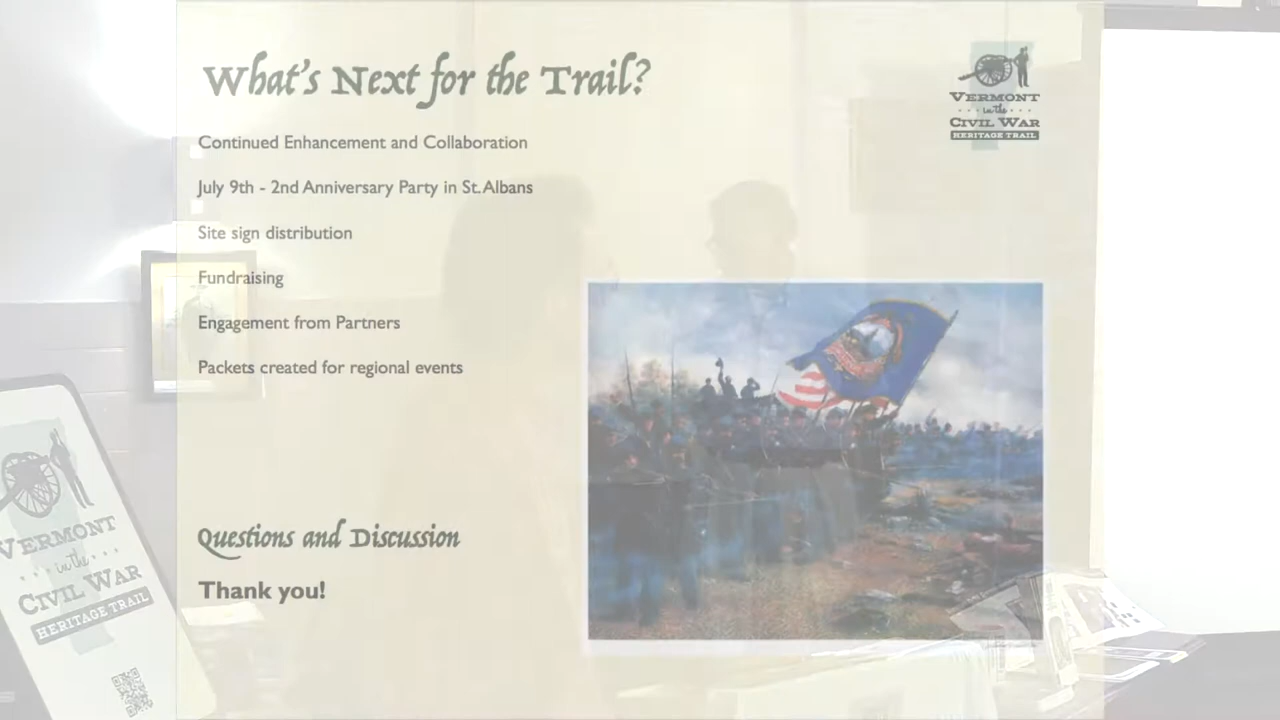 What's Next for the Trail?
VERMONT
in the
CIVIL WAR
HERITAGE TRAIL
Continued Enhancement and Collaboration
July 9th - 2nd Anniversary Party in St. Albans
Site sign distribution
Fundraising
Engagement from Partners
Packets created for regional events
Questions and Discussion
Thank you!
VERMONT
in the
CIVIL WAR
HERITAGE TRAIL